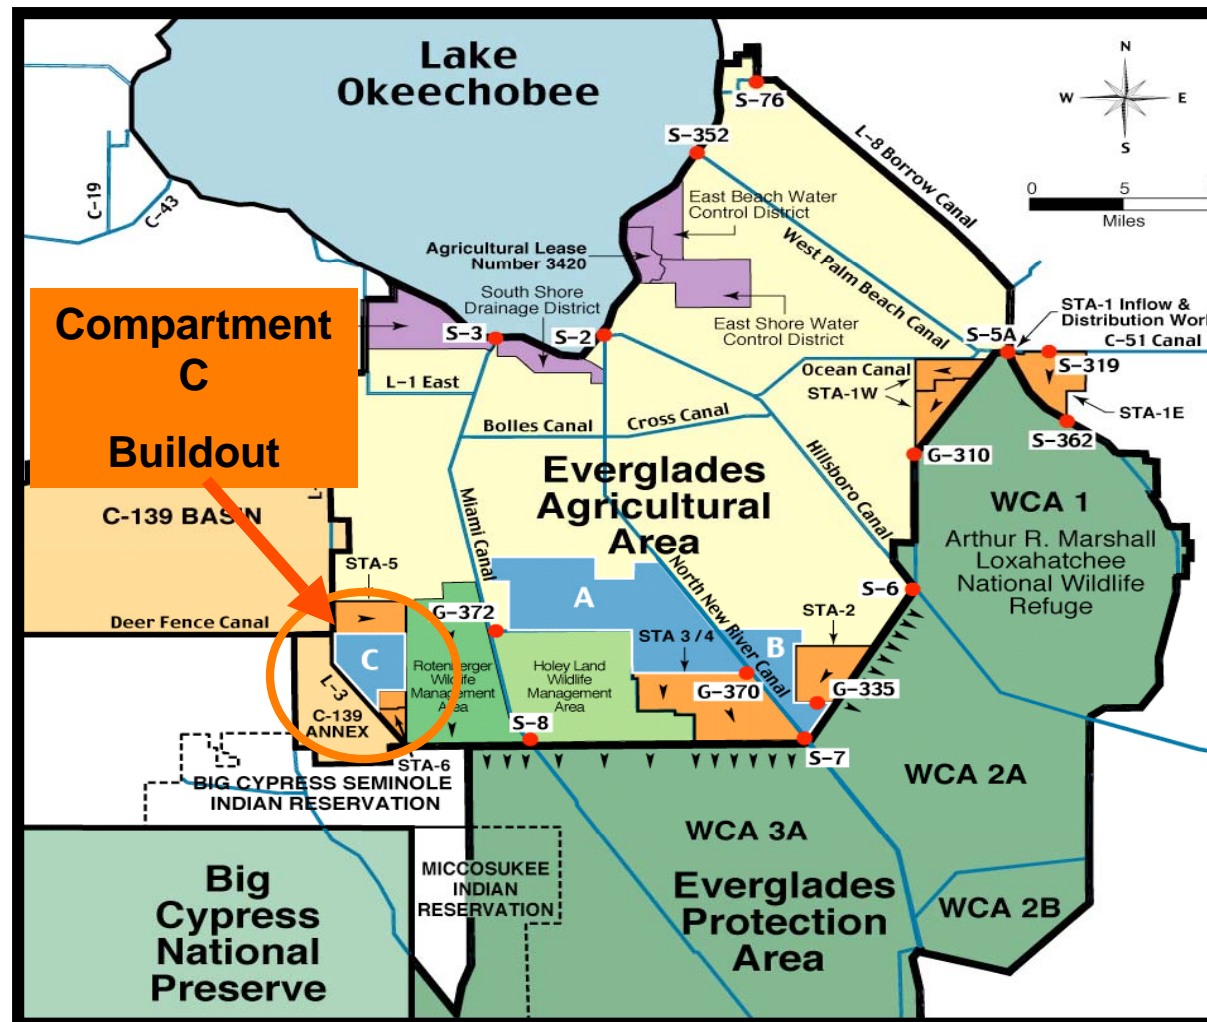 Lake
Okeechobee
N
W
E
S
0
5
Miles
S-76
S-352
L-8 Borrow Canal
C-19
C-43
East Beach Water
Control District
Agricultural Lease
Number 3420
West Palm Beach Canal
South Shore
Drainage District
East Shore Water
Control District
STA-1 Inflow &
Distribution Work
C-51 Canal
Compartment
C
Buildout
S-3
S-2
S-5A
S-319
L-1 East
Ocean Canal
STA-1W
STA-1E
S-362
Bolles Canal
Cross Canal
G-310
Hillsboro Canal
Everglades
Agricultural
Area
WCA 1
Arthur R. Marshall
Loxahatchee
National Wildlife
Refuge
L-
C-139 BASIN
Miami Canal
STA-5
North New River Canal
A
G-372
S-6
Deer Fence Canal
STA 3/4
STA-2
B
C
Rotenberger
Wildlife
Management
Area
Holey Land
Wildlife
Management
Area
L-3
G-370
G-335
C-139
ANNEX
S-8
S-7
STA-6
BIG CYPRESS SEMINOLE
INDIAN RESERVATION
WCA 2A
WCA 3A
MICCOSUKEE
INDIAN
RESERVATION
Big
Cypress
National
Preserve
Everglades
Protection
Area
WCA 2B